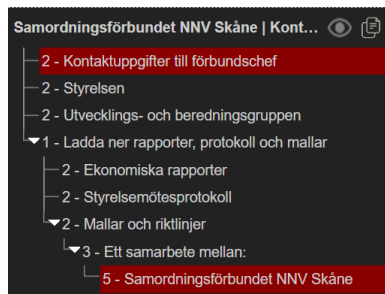 Samordningsförbundet NNV Skåne | Kont...
2 - Kontaktuppgifter till förbundschef
2 - Styrelsen
2 - Utvecklings- och beredningsgruppen
1 - Ladda ner rapporter, protokoll och mallar
2 - Ekonomiska rapporter
2 - Styrelsemötesprotokoll
2 - Mallar och riktlinjer
3 - Ett samarbete mellan:
5 - Samordningsförbundet NNV Skåne